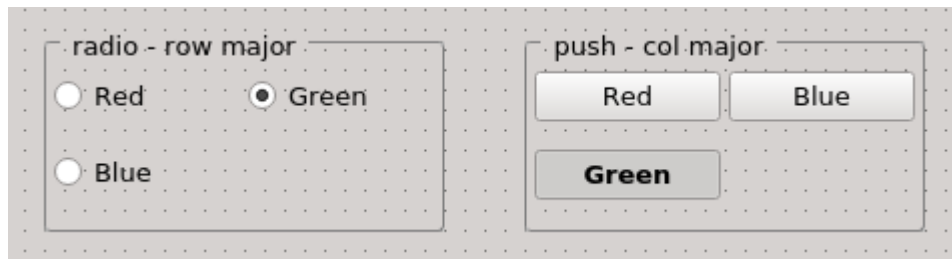 radio - row major
Red
Green
Blue
push - col major
Red
Blue
Green